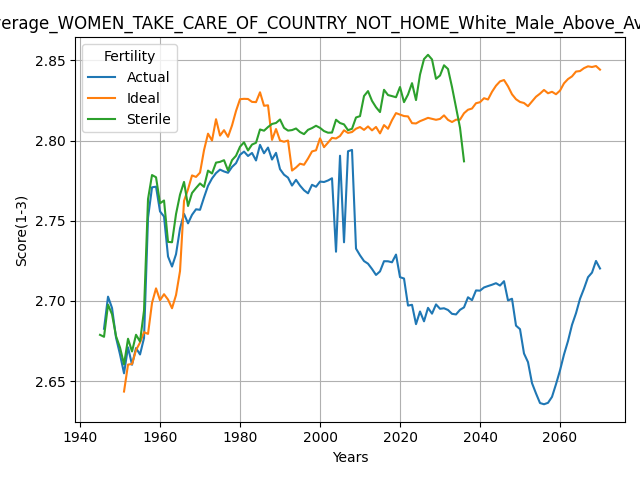 verage_WOMEN_TAKE_CARE_OF_COUNTRY_NOT_HOME_White_Male_Above_Av
Fertility
Actual
Ideal
Sterile
Score(1-3)
2.85
2.80
2.75
2.70
2.65
1940
1960
1980
2000
2020
2040
2060
Years